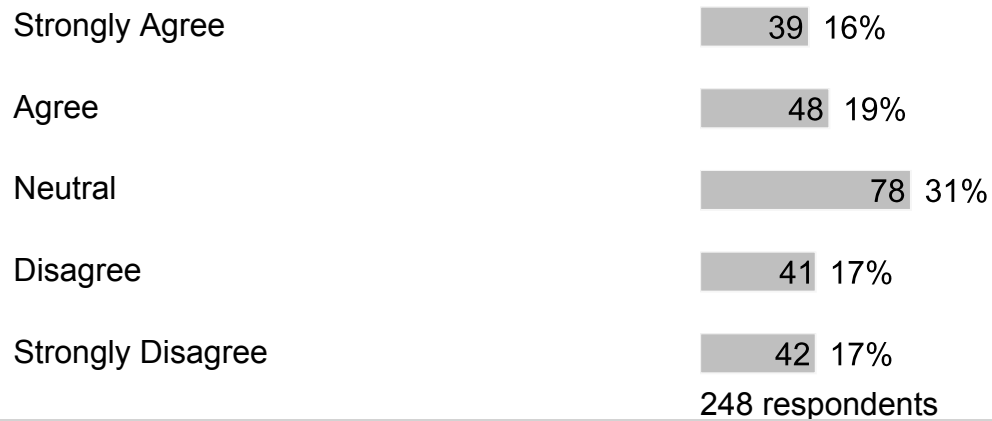 Strongly Agree 39 16%
Agree 48 19%
Neutral 78 31%
Disagree 41 17%
Strongly Disagree 42 17%
248 respondents